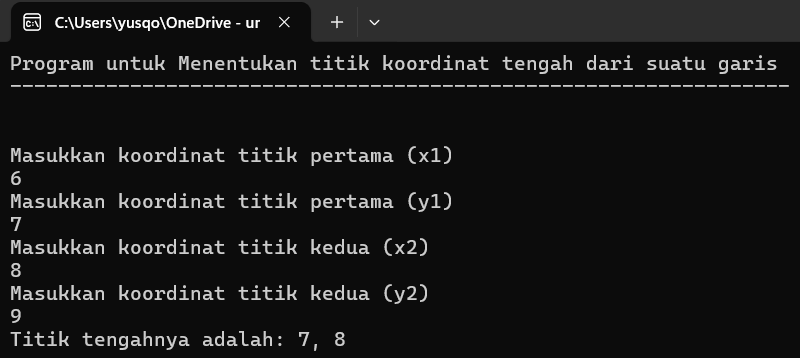 C:\Users\yusqo\OneDrive - ur
Program untuk Menentukan titik koordinat tengah dari suatu garis
-----------------------------------------------------------------
Masukkan koordinat titik pertama (x1)
6
Masukkan koordinat titik pertama (y1)
7
Masukkan koordinat titik kedua (x2)
8
Masukkan koordinat titik kedua (y2)
9
Titik tengahnya adalah: 7, 8